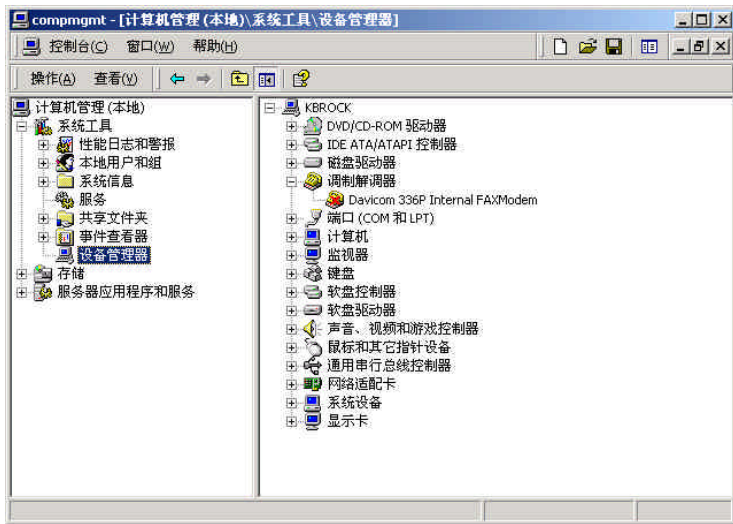 compmgmt - [计算机管理 (本地)\系统工具\设备管理器]
控制台(C) 窗口(W) 帮助(H)
操作(A) 查看(V)
计算机管理 (本地)
系统工具
性能日志和警报
本地用户和组
系统信息
服务
共享文件夹
事件查看器
设备管理器
存储
服务器应用程序和服务
KBROCK
DVD/CD-ROM 驱动器
IDE ATA/ATAPI 控制器
磁盘驱动器
调制解调器
Davicom 336P Internal FAXModem
端口 (COM 和 LPT)
计算机
监视器
键盘
软盘控制器
软盘驱动器
声音、视频和游戏控制器
鼠标和其它指针设备
通用串行总线控制器
网络适配卡
系统设备
显示卡